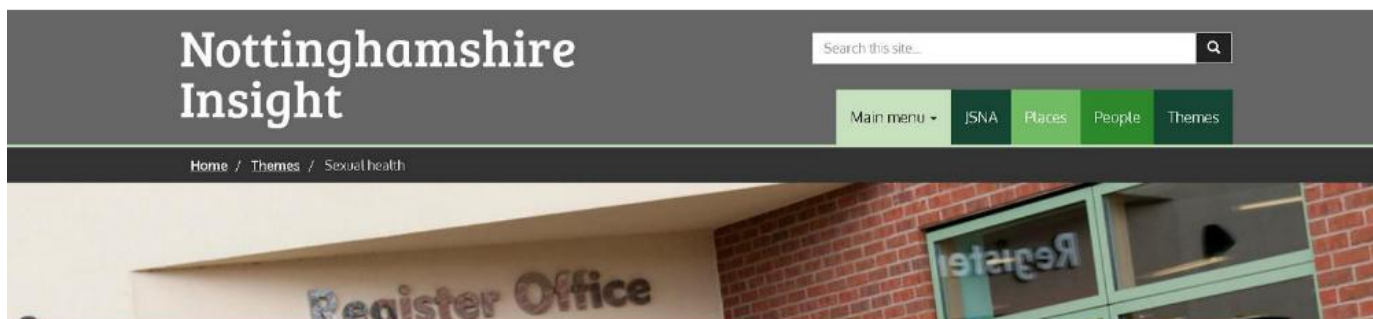 Nottinghamshire
Insight
Search this site...
Main menu JSNA Places People Themes
Home / Themes / Sexual health
Register Office
Register